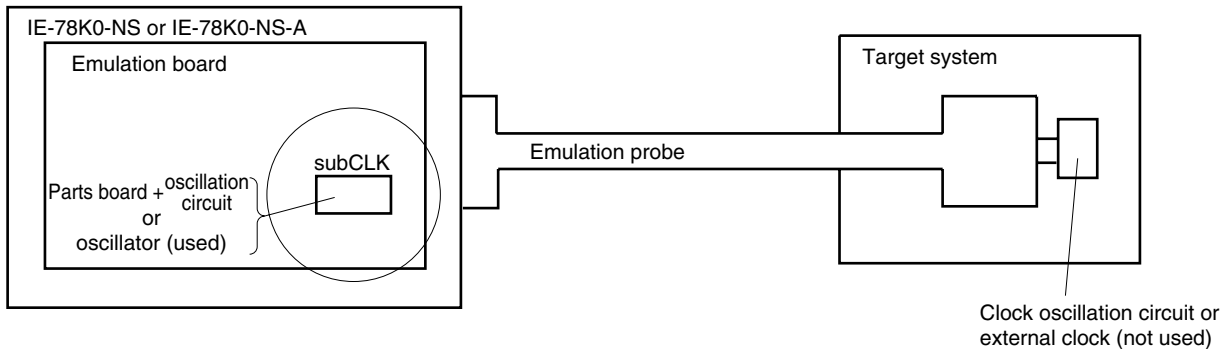 IE-78K0-NS or IE-78K0-NS-A
Emulation board
subCLK
Parts board + oscillation
circuit
or
oscillator (used)
Emulation probe
Target system
Clock oscillation circuit or
external clock (not used)